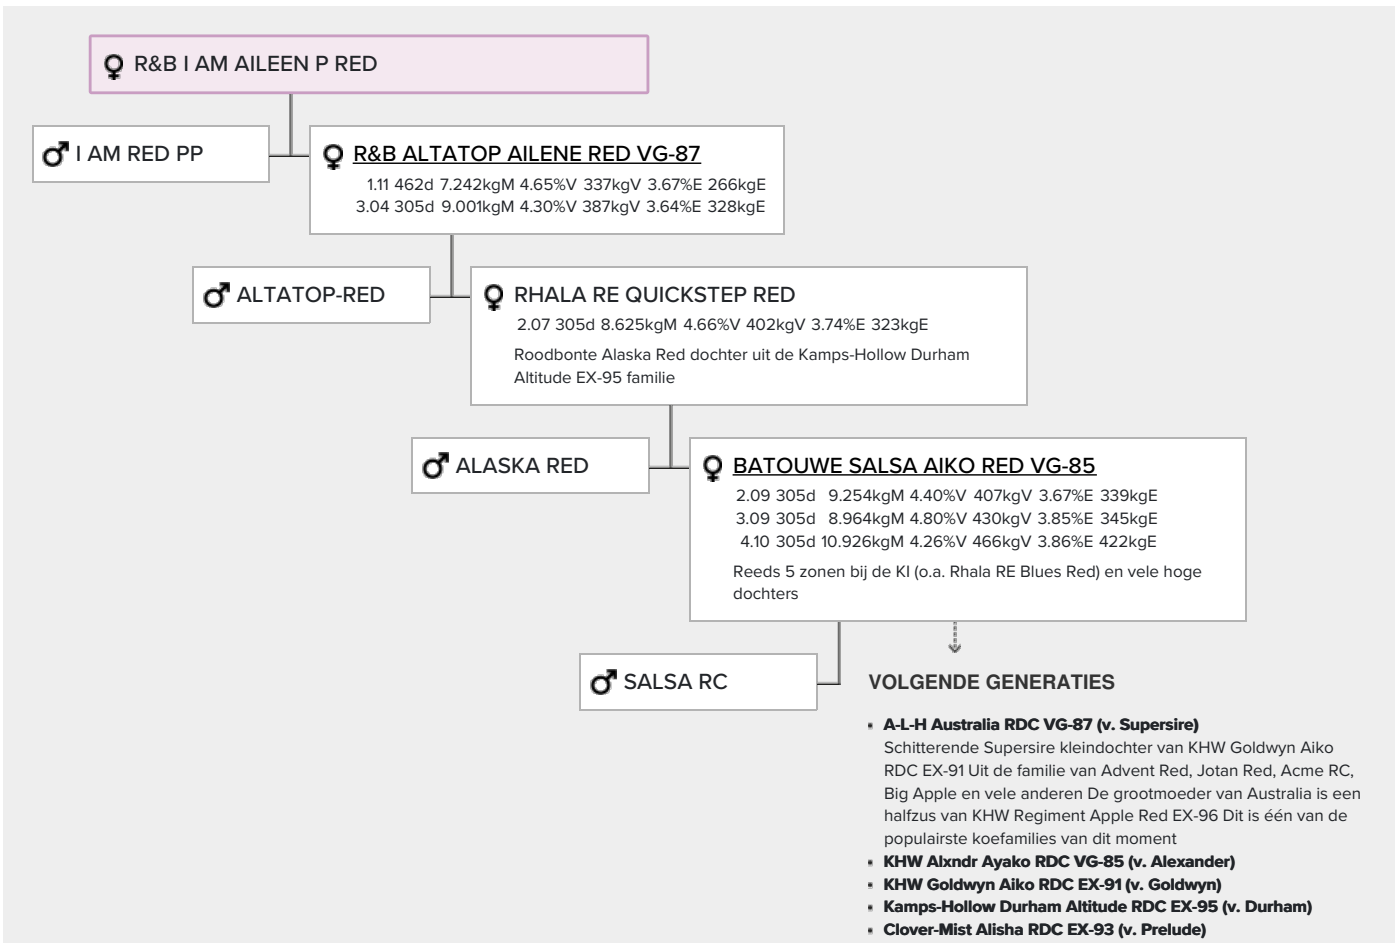 R&B I AM AILEEN P RED
I AM RED PP
R&B ALTATOP AILENE RED VG-87
1.11 462d 7.242kgM 4.65%V 337kgV 3.67%E 266kgE
3.04 305d 9.001kgM 4.30%V 387kgV 3.64%E 328kgE
ALTATOP-RED
RHALA RE QUICKSTEP RED
2.07 305d 8.625kgM 4.66%V 402kgV 3.74%E 323kgE
Roodbonte Alaska Red dochter uit de Kamps-Hollow Durham
Altitude EX-95 familie
ALASKA RED
BATOUWE SALSA AIKO RED VG-85
2.09 305d 9.254kgM 4.40%V 407kgV 3.67%E 339kgE
3.09 305d 8.964kgM 4.80%V 430kgV 3.85%E 345kgE
4.10 305d 10.926kgM 4.26%V 466kgV 3.86%E 422kgE
Reeds 5 zonen bij de KI (o.a. Rhala RE Blues Red) en vele hoge
dochters
SALSA RC
VOLGENDE GENERATIES
▪ A-L-H Australia RDC VG-87 (v. Supersire)
Schitterende Supersire kleindochter van KHW Goldwyn Aiko
RDC EX-91 Uit de familie van Advent Red, Jotan Red, Acme RC,
Big Apple en vele anderen De grootmoeder van Australia is een
halfzus van KHW Regiment Apple Red EX-96 Dit is één van de
populairste koefamilies van dit moment
▪ KHW Alxndr Ayako RDC VG-85 (v. Alexander)
▪ KHW Goldwyn Aiko RDC EX-91 (v. Goldwyn)
▪ Kamps-Hollow Durham Altitude RDC EX-95 (v. Durham)
▪ Clover-Mist Alisha RDC EX-93 (v. Prelude)